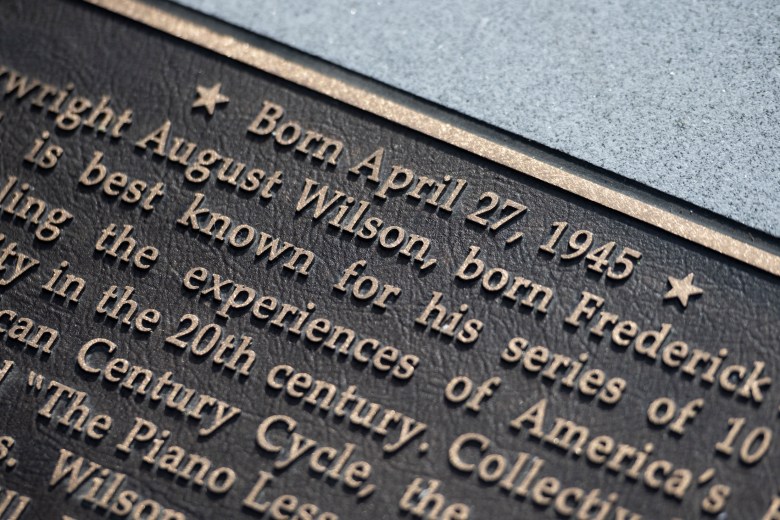 ★ Born April 27, 1945 ★
ywright August Wilson, born Frederick
is best known for his series of 10
ling the experiences of America's
ty in the 20th century. Collectiv
can Century Cycle, the
"The Piano Less
s. Wilson